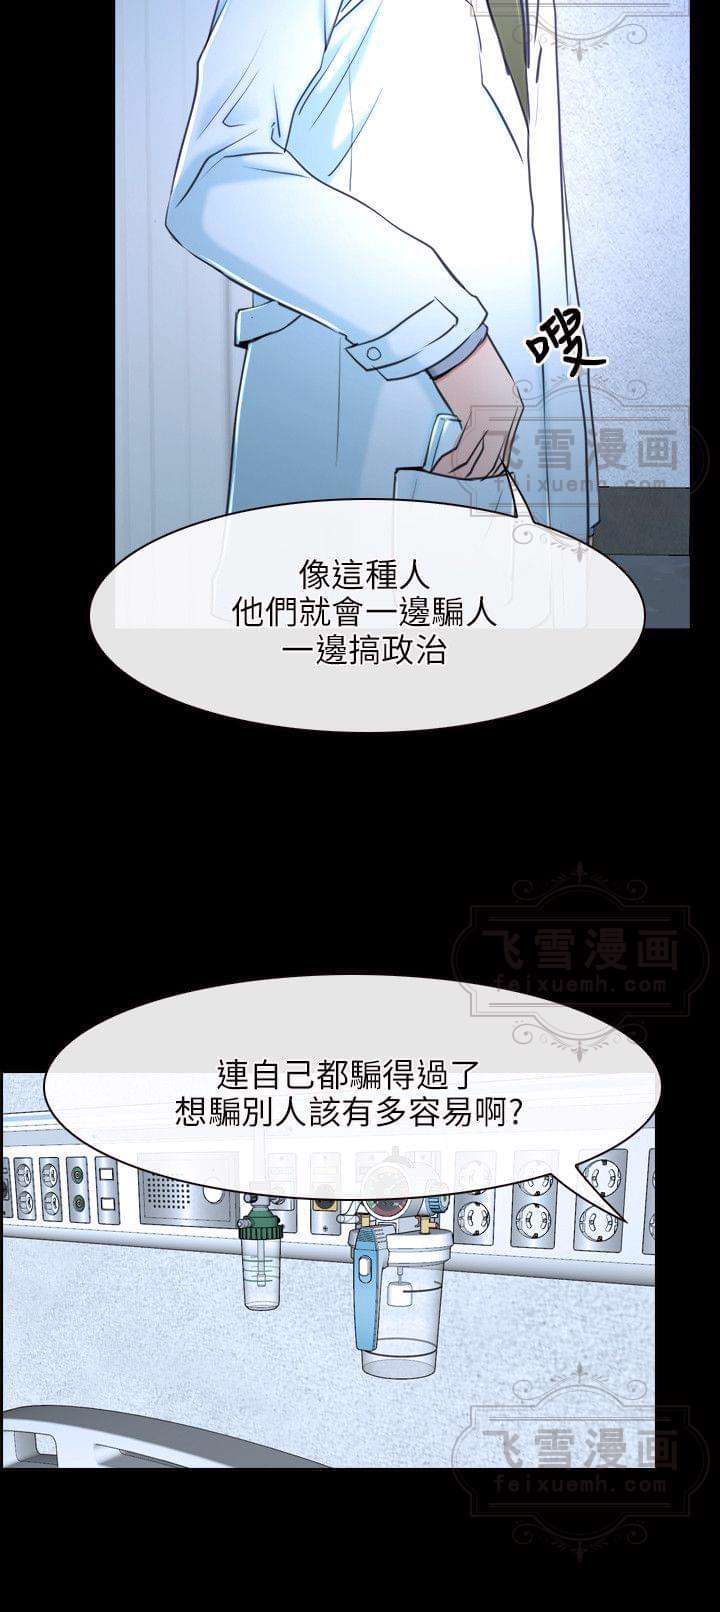 嗖
飞雪漫画
feixuemh.com
像這種人
他們就會一邊騙人
一邊搞政治
飞雪漫画
feixuemh.com
連自己都騙得過了
想騙別人該有多容易啊?
飞雪漫画
feixuemh.com